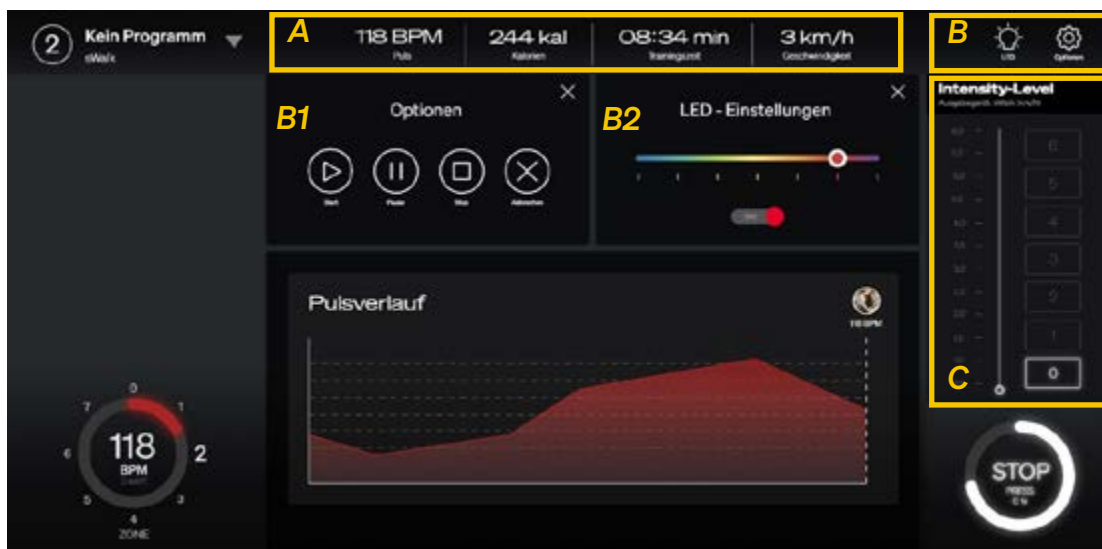 2
Kein Programm
sWalk
A
118 BPM
Puls
244 kal
Kalorien
08:34 min
Trainingszeit
3 km/h
Geschwindigkeit
B
LED
Optionen
B1
Optionen
Start
Pause
Stop
Abbrechen
B2
LED - Einstellungen
Intensity-Level
6
5
4
3
2
1
0
C
Pulsverlauf
118 BPM
0
1
2
3
4
5
6
7
118
BPM
ZONE
STOP
PRESS